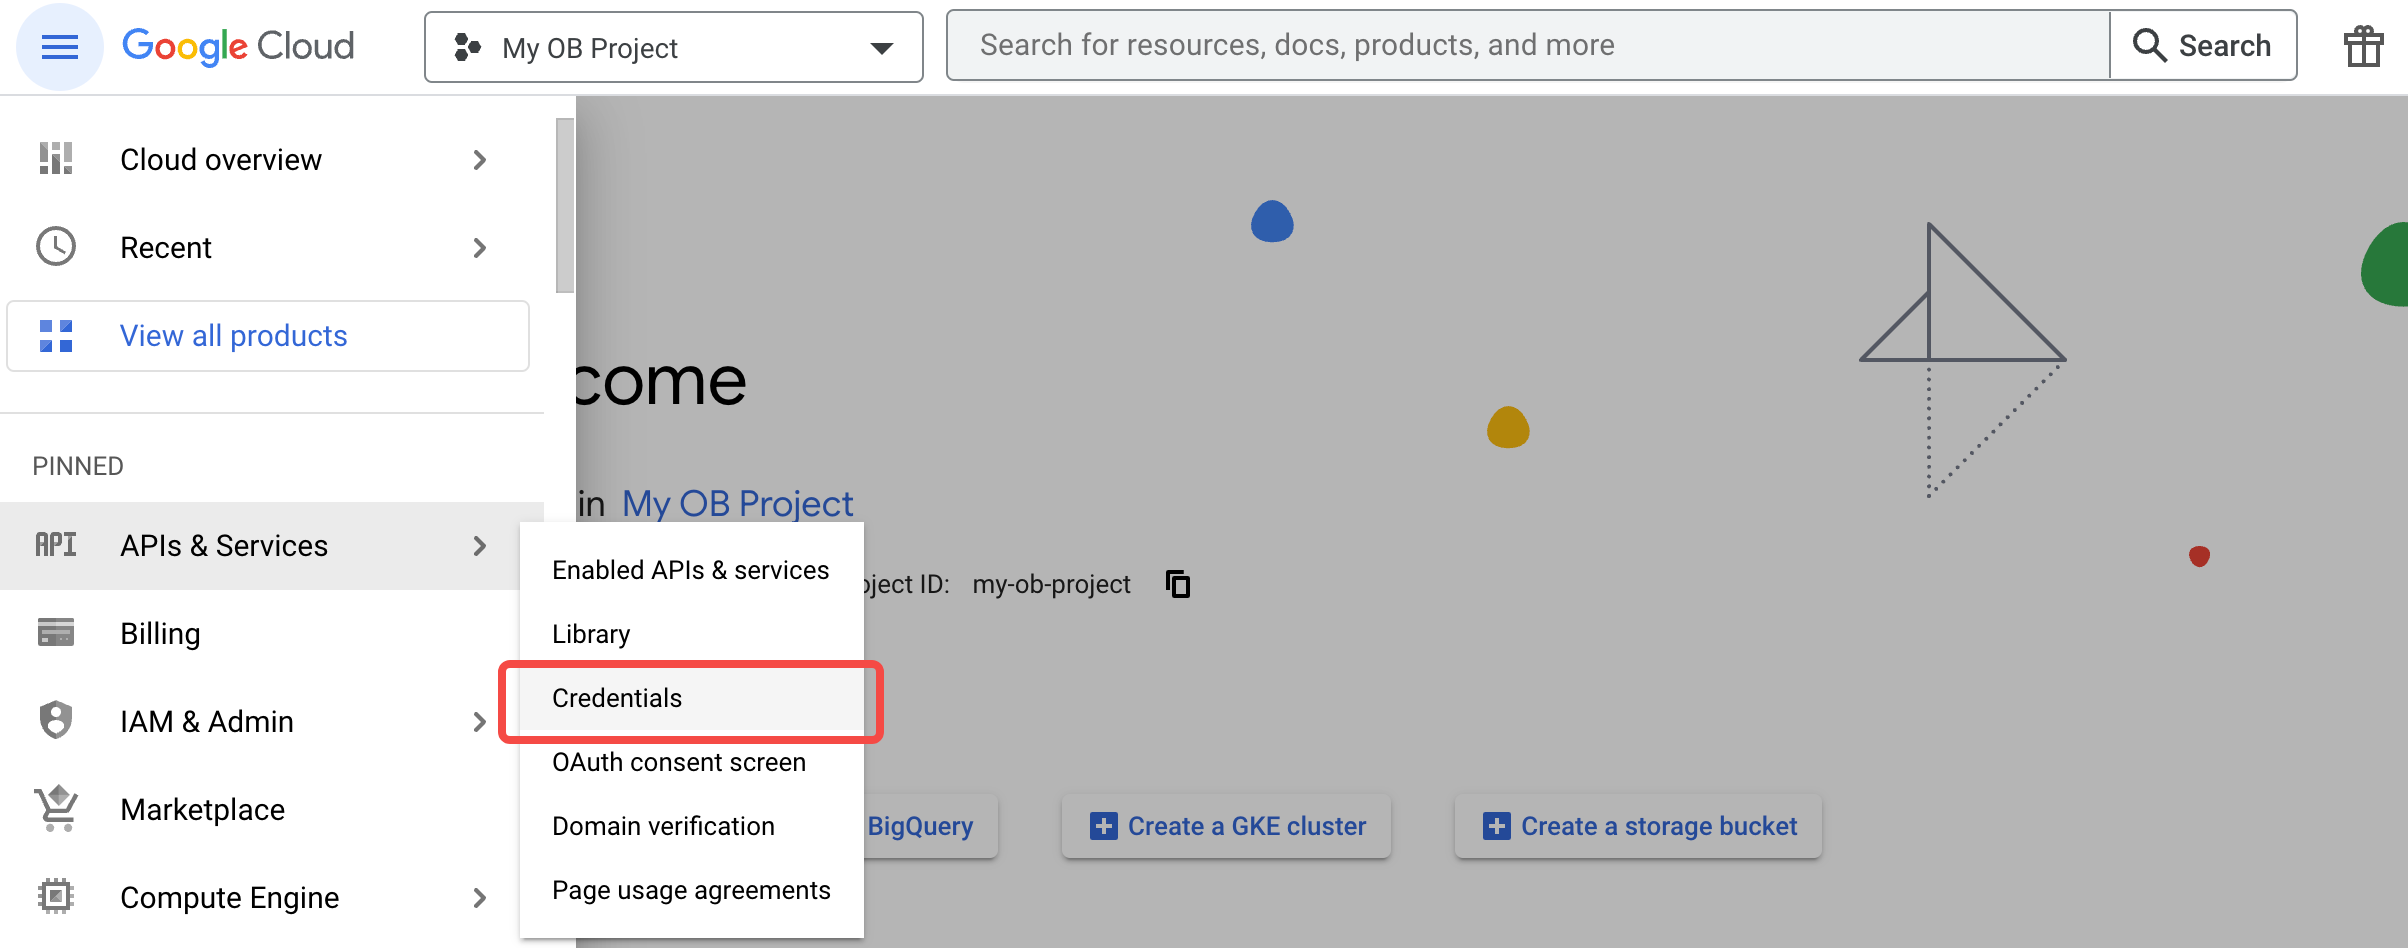 Google Cloud
My OB Project
Search for resources, docs, products, and more
Search
Cloud overview
Recent
View all products
PINNED
API
APIs & Services
Billing
IAM & Admin
Marketplace
Compute Engine
come
in My OB Project
oject ID: my-ob-project
Enabled APIs & services
Library
Credentials
OAuth consent screen
Domain verification
Page usage agreements
BigQuery
Create a GKE cluster
Create a storage bucket